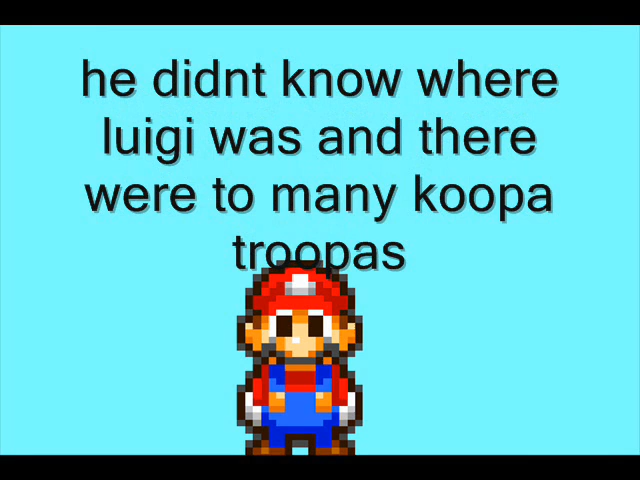 he didnt know where
luigi was and there
were to many koopa
troopas